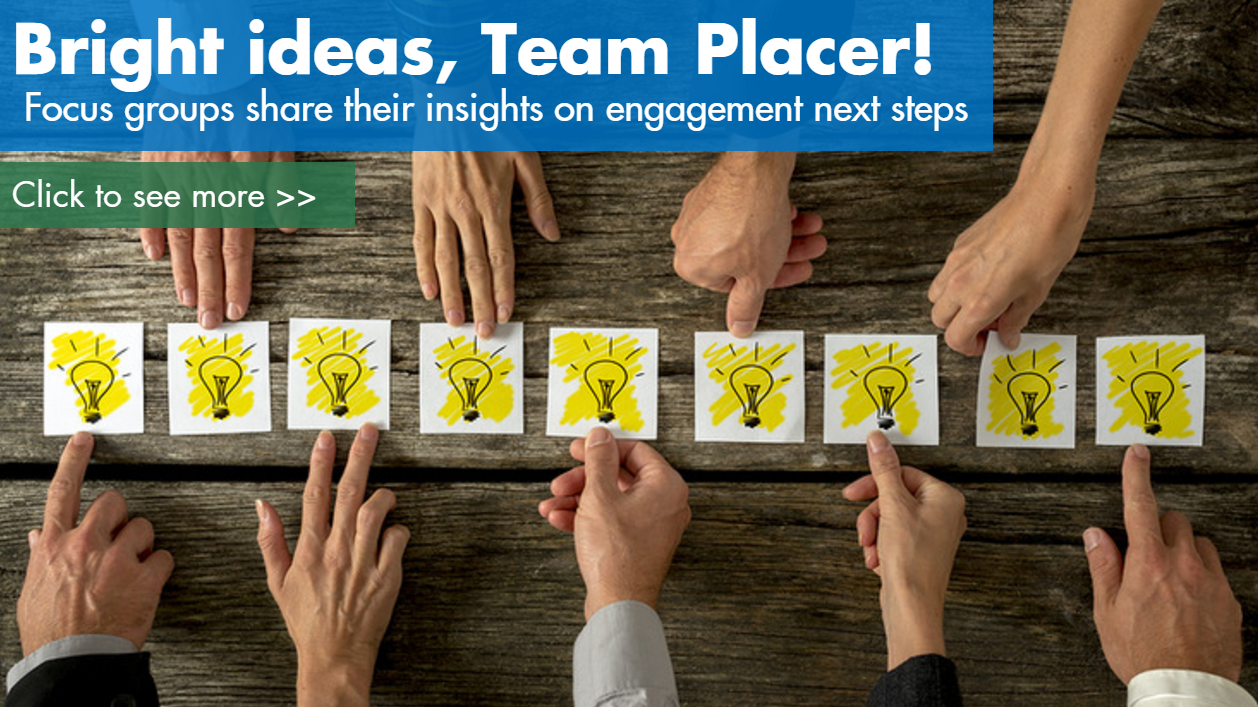 Bright ideas, Team Placer!
Focus groups share their insights on engagement next steps
Click to see more >>